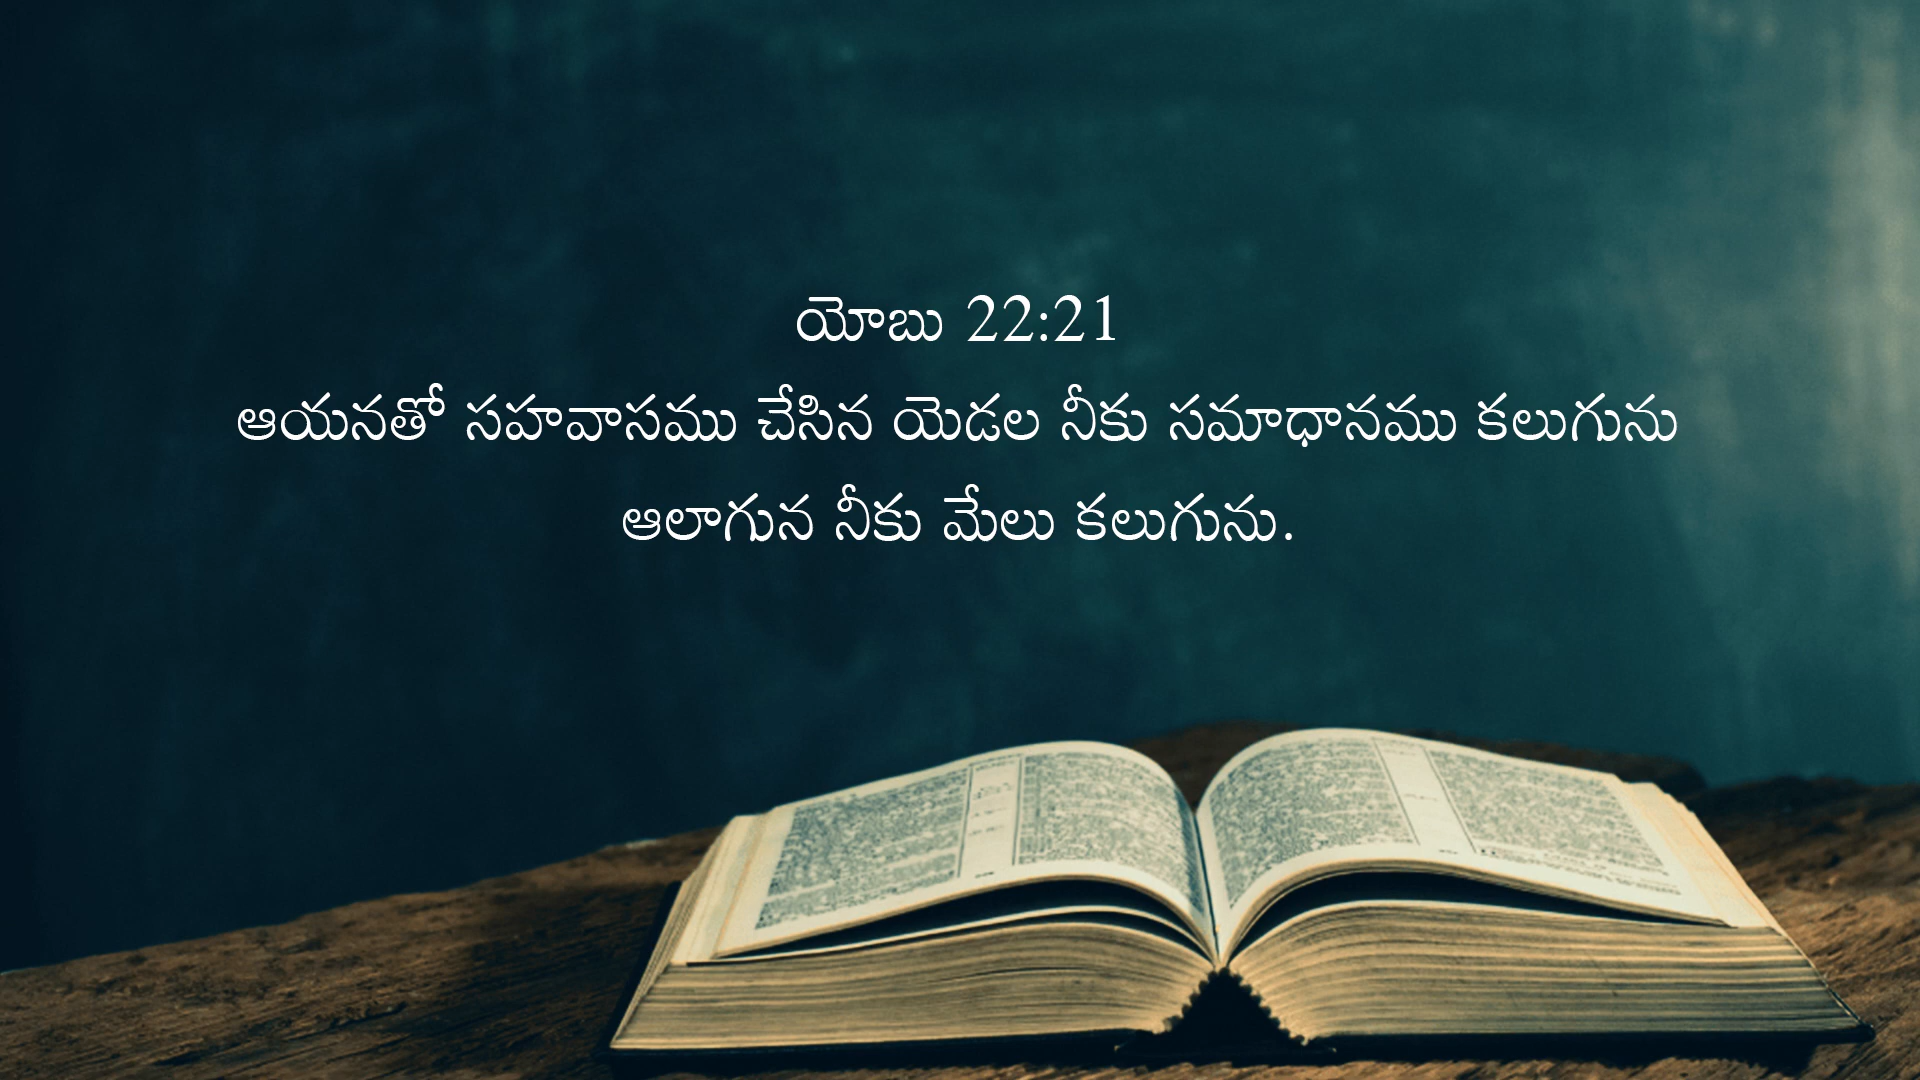 యోబు 22:21
ఆయనతో సహవాసము చేసిన యెడల నీకు సమాధానము కలుగును
ఆలాగున నీకు మేలు కలుగును.